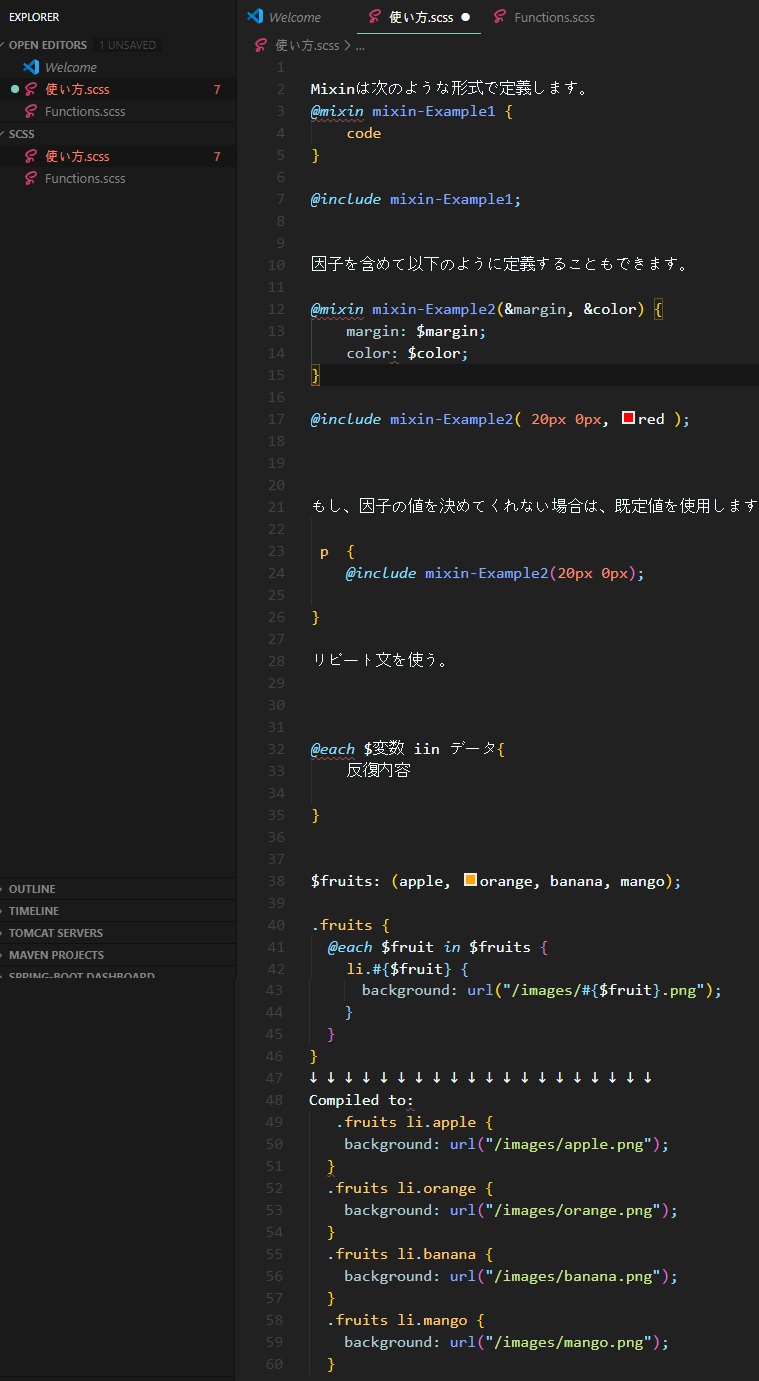 EXPLORER
Welcome
使い方.scss
Functions.scss
OPEN EDITORS 1 UNSAVED
使い方.scss > ...
Welcome
使い方.scss 7
Functions.scss
SCSS
使い方.scss 7
Functions.scss
OUTLINE
TIMELINE
TOMCAT SERVERS
MAVEN PROJECTS
SPRING-BOOT DASHBOARD
1
2 Mixinは次のような形式で定義します。
3 @mixin mixin-Example1 {
4 code
5 }
6
7 @include mixin-Example1;
8
9
10 因子を含めて以下のように定義することもできます。
11
12 @mixin mixin-Example2(&margin, &color) {
13 margin: $margin;
14 color: $color;
15 }
16
17 @include mixin-Example2( 20px 0px, red );
18
19
20
21 もし、因子の値を決めてくれない場合は、既定値を使用します
22
23 p {
24 @include mixin-Example2(20px 0px);
25
26 }
27
28 リピート文を使う。
29
30
31
32 @each $変数 iin データ{
33 反復内容
34
35 }
36
37
38 $fruits: (apple, orange, banana, mango);
39
40 .fruits {
41 @each $fruit in $fruits {
42 li.#{$fruit} {
43 background: url("/images/#{$fruit}.png");
44 }
45 }
46 }
47 ↓ ↓ ↓ ↓ ↓ ↓ ↓ ↓ ↓ ↓ ↓ ↓ ↓ ↓ ↓ ↓ ↓ ↓ ↓ ↓
48 Compiled to:
49 .fruits li.apple {
50 background: url("/images/apple.png");
51 }
52 .fruits li.orange {
53 background: url("/images/orange.png");
54 }
55 .fruits li.banana {
56 background: url("/images/banana.png");
57 }
58 .fruits li.mango {
59 background: url("/images/mango.png");
60 }